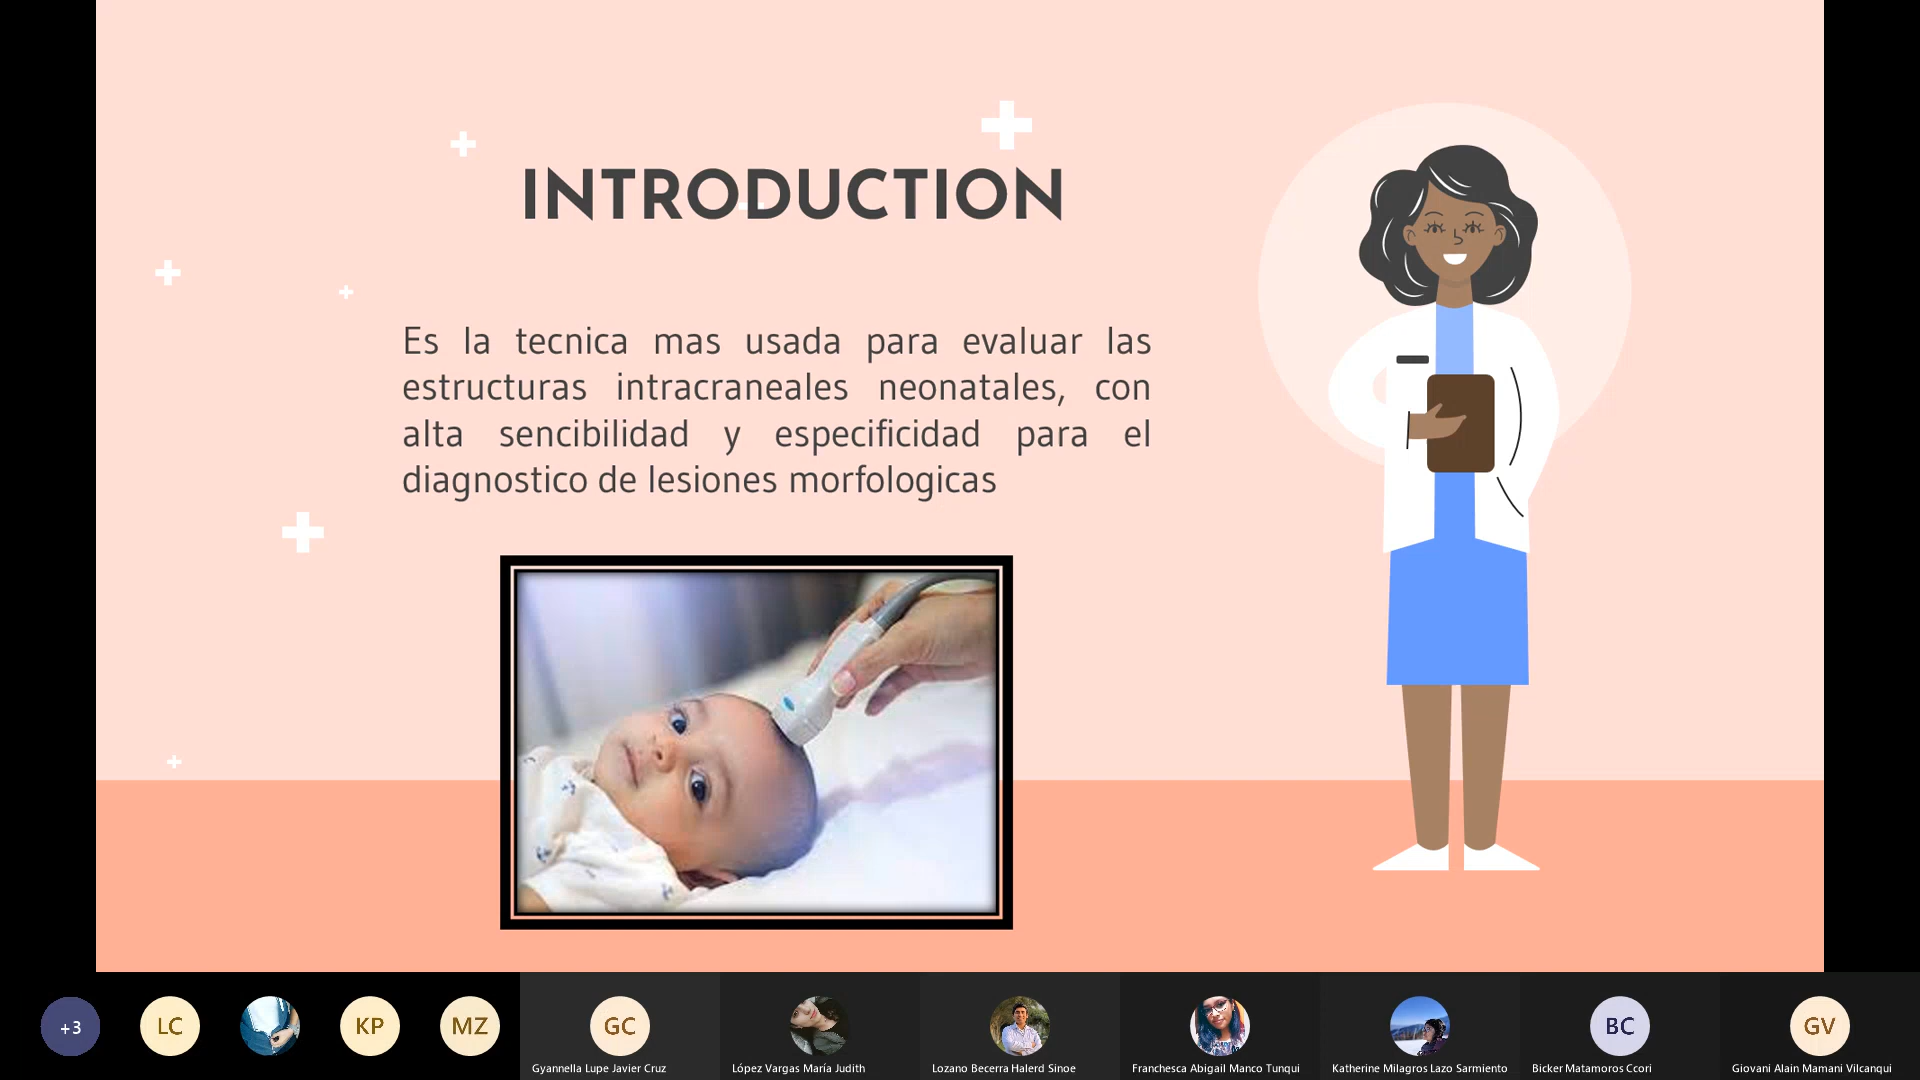 INTRODUCTION
Es la tecnica mas usada para evaluar las
estructuras intracraneales neonatales, con
alta sencibilidad y especificidad para el
diagnostico de lesiones morfologicas
+3
LC
KP
MZ
GC
BC
GV
Gyannella Lupe Javier Cruz
López Vargas María Judith
Lozano Becerra Halerd Sinoe
Franchesca Abigail Manco Tunqui
Katherine Milagros Lazo Sarmiento
Bicker Matamoros Ccori
Giovani Alain Mamani Vilcanqui